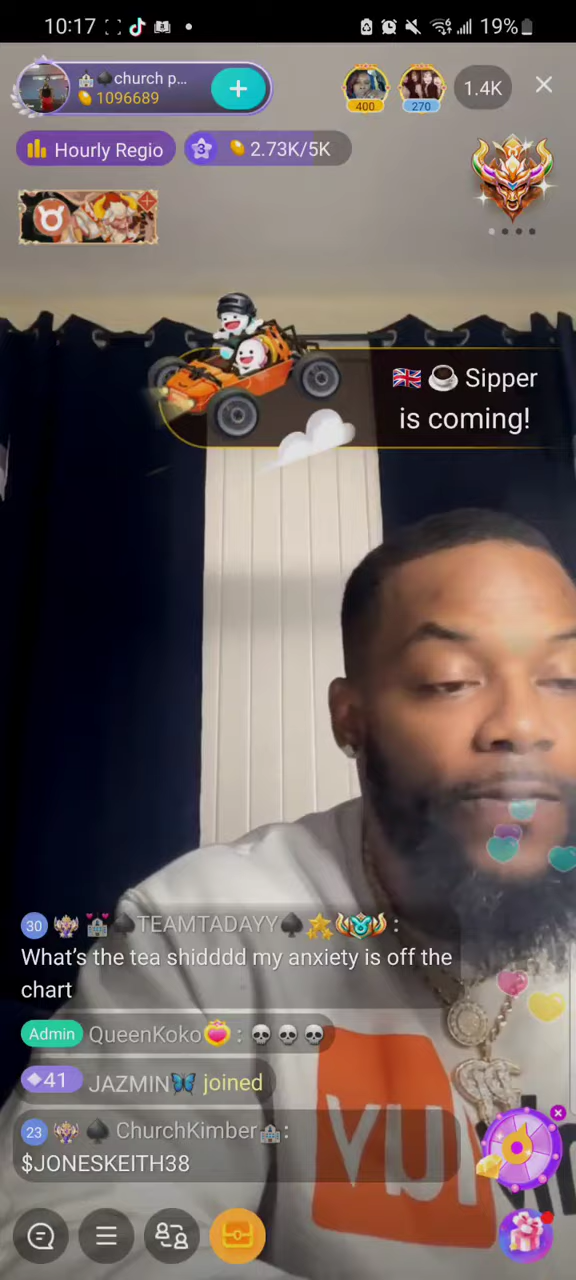 10:17
19%
church p...
1096689
400
270
1.4K
Hourly Regio
3
2.73K/5K
🇬🇧 ☕ Sipper
is coming!
30 TEAMTADAYY :
What's the tea shidddd my anxiety is off the
chart
Admin QueenKoko : 💀💀💀
41 JAZMIN🦋 joined
23 ChurchKimber :
$JONESKEITH38